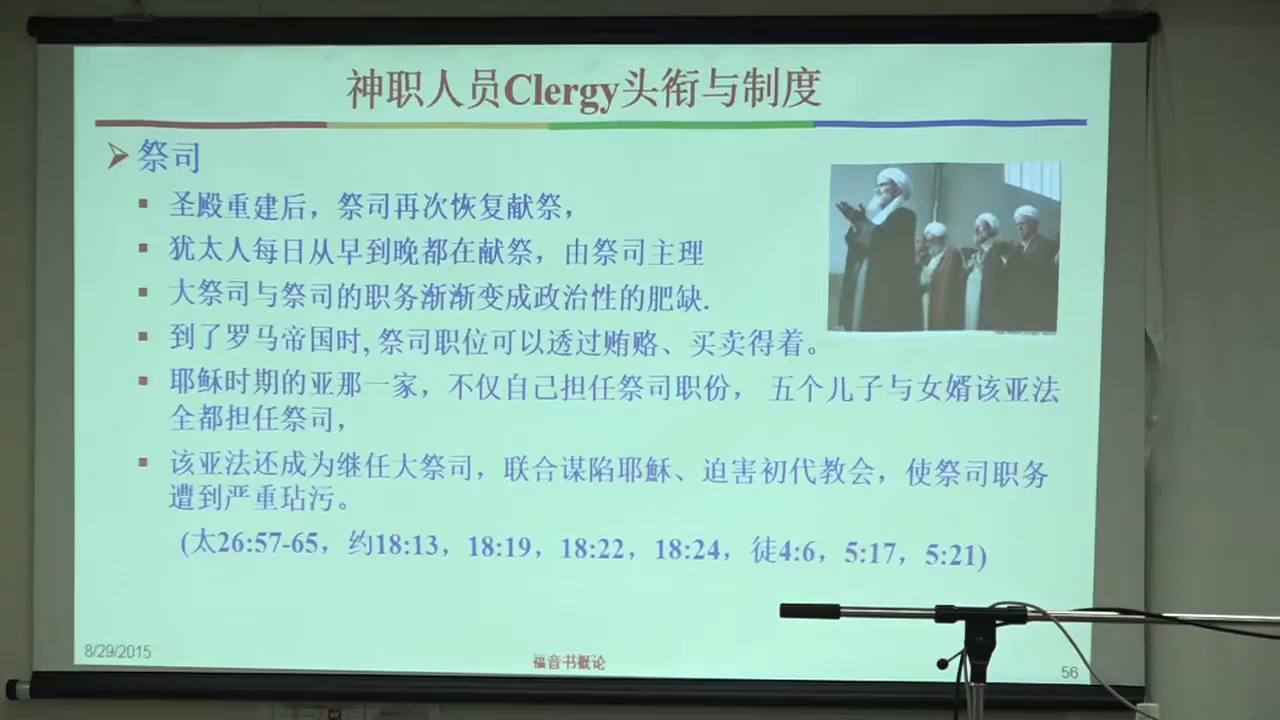 神职人员Clergy头衔与制度
祭司
圣殿重建后，祭司再次恢复献祭，
犹太人每日从早到晚都在献祭，由祭司主理
大祭司与祭司的职务渐渐变成政治性的肥缺.
到了罗马帝国时, 祭司职位可以透过贿赂、买卖得着。
耶稣时期的亚那一家，不仅自己担任祭司职份， 五个儿子与女婿该亚法
全都担任祭司，
该亚法还成为继任大祭司，联合谋陷耶稣、迫害初代教会，使祭司职务
遭到严重玷污。
(太26:57-65，约18:13，18:19，18:22，18:24，徒4:6，5:17，5:21)
8/29/2015
福音书概论
56